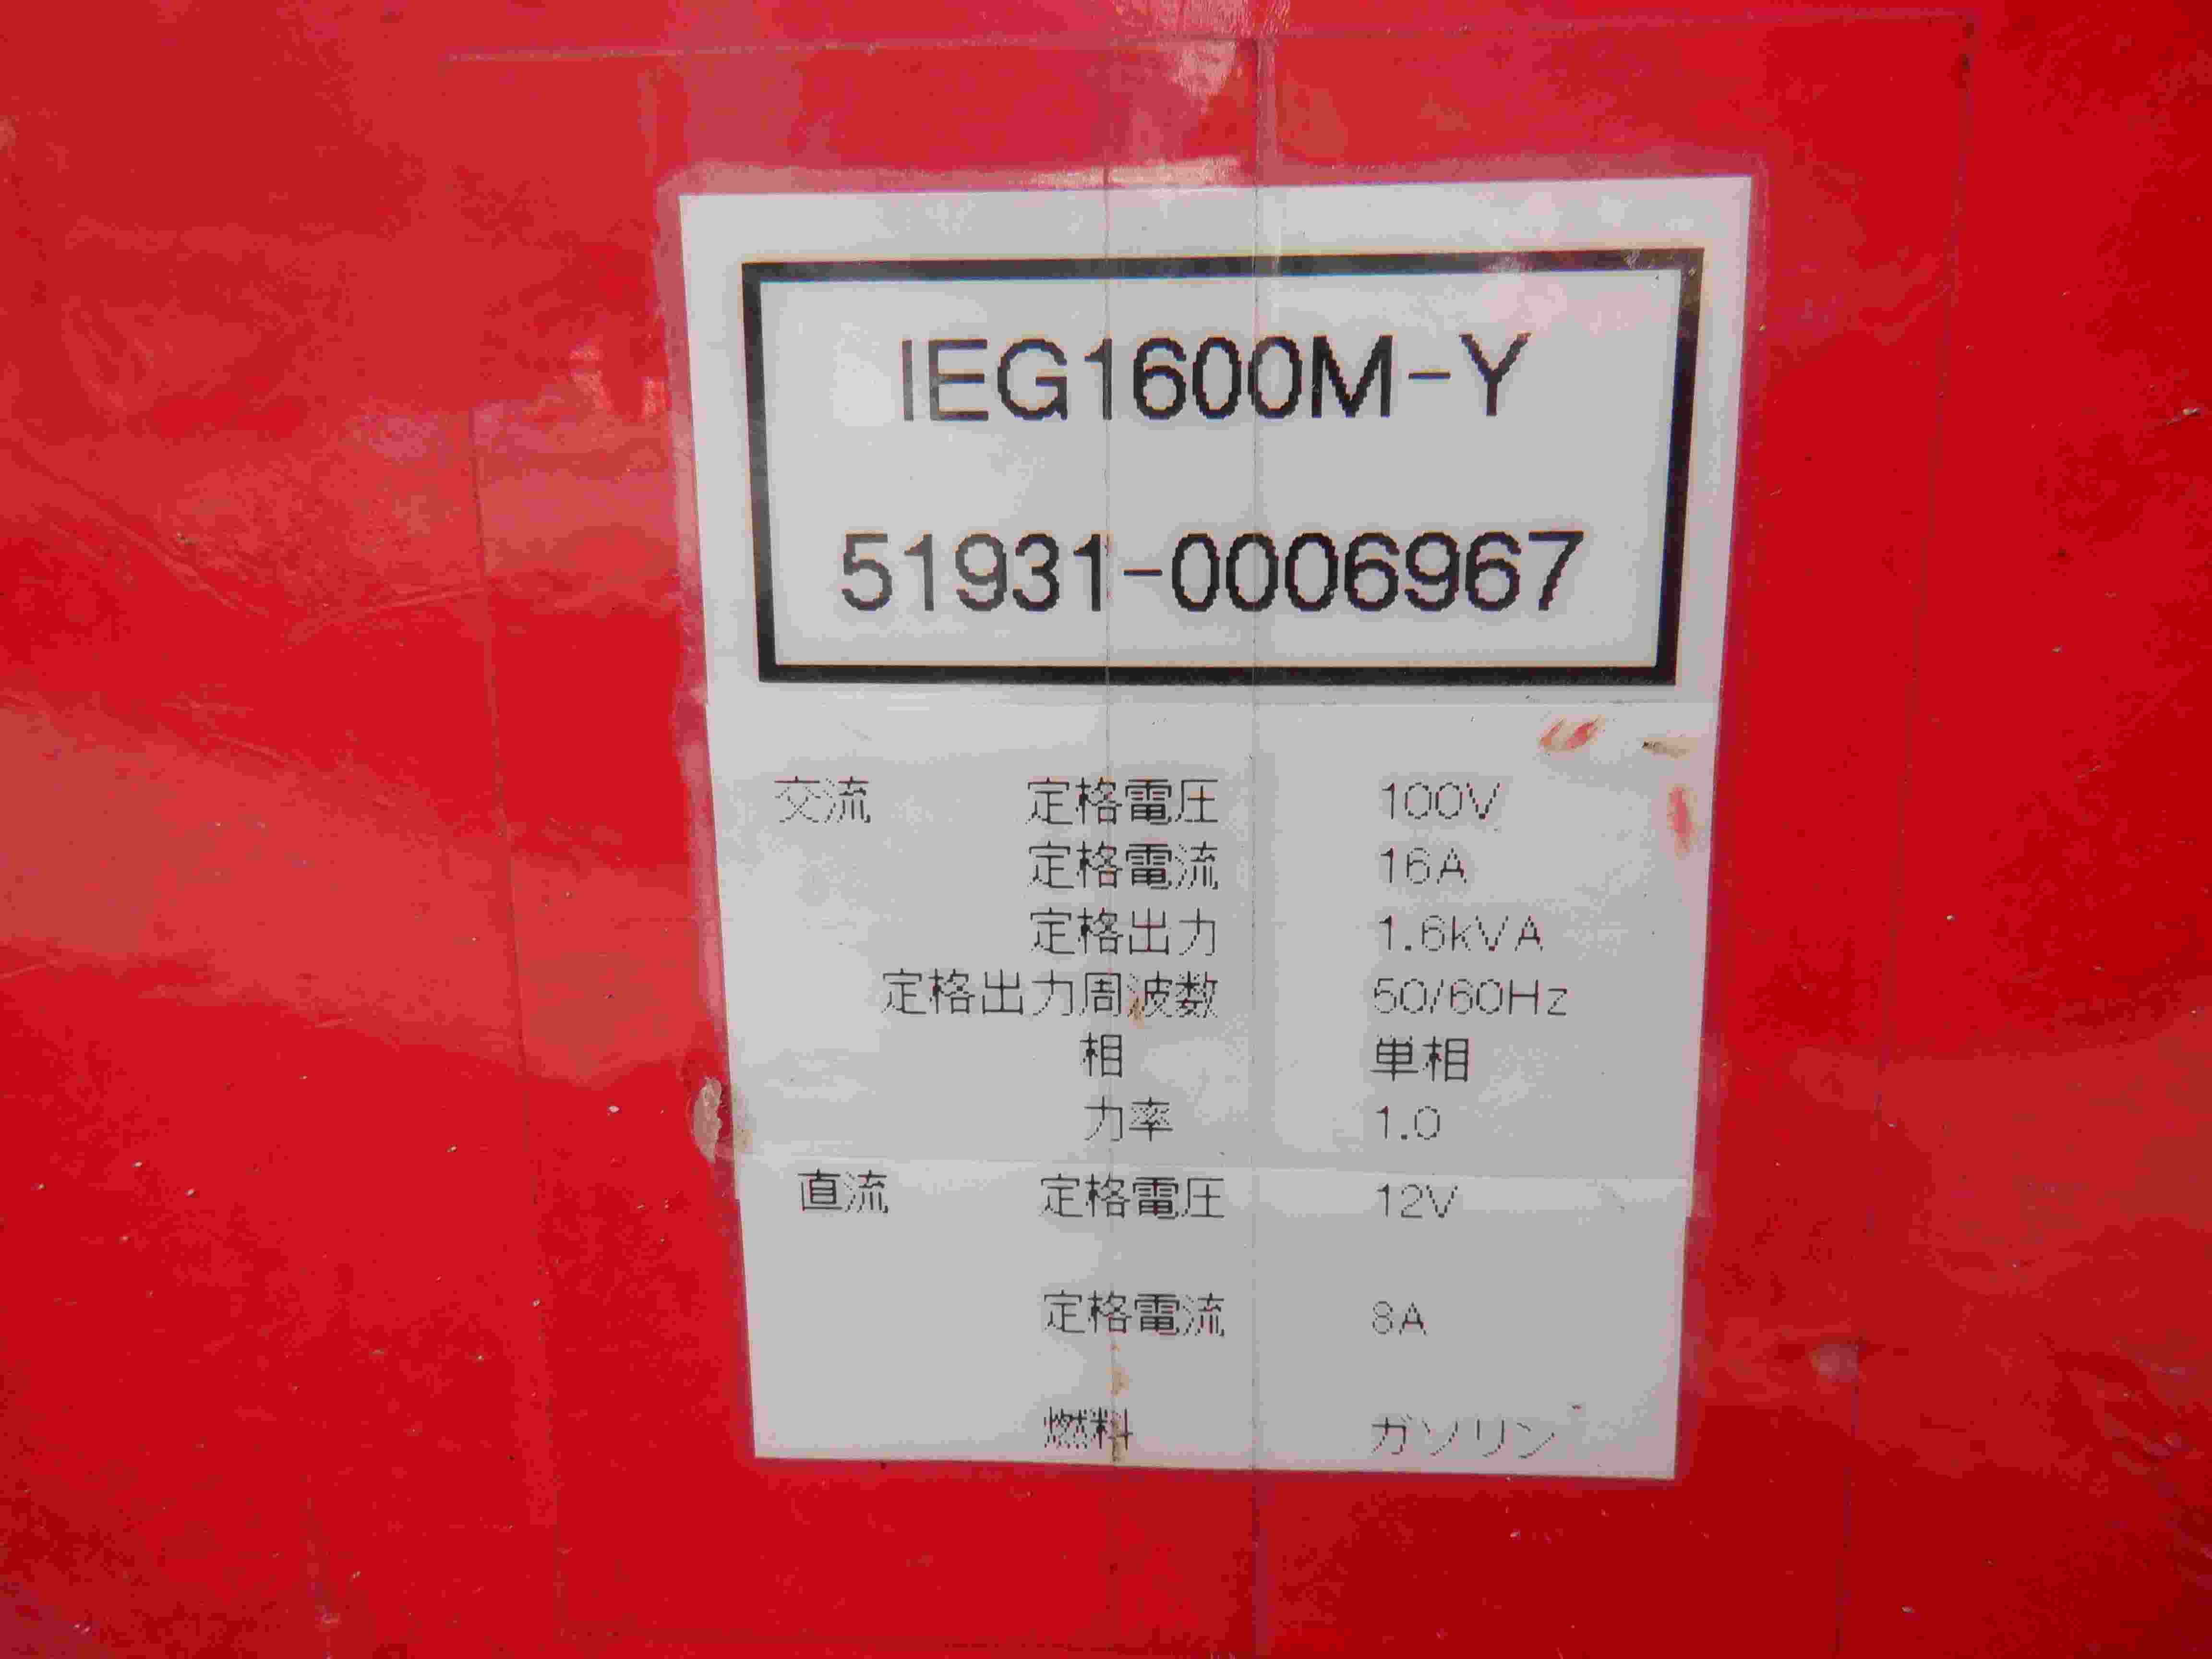 IEG1600M-Y
51931-0006967
交流 定格電圧 100V
定格電流 16A
定格出力 1.6kVA
定格出力周波数 50/60Hz
相 単相
力率 1.0
直流 定格電圧 12V
定格電流 8A
燃料 ガソリン